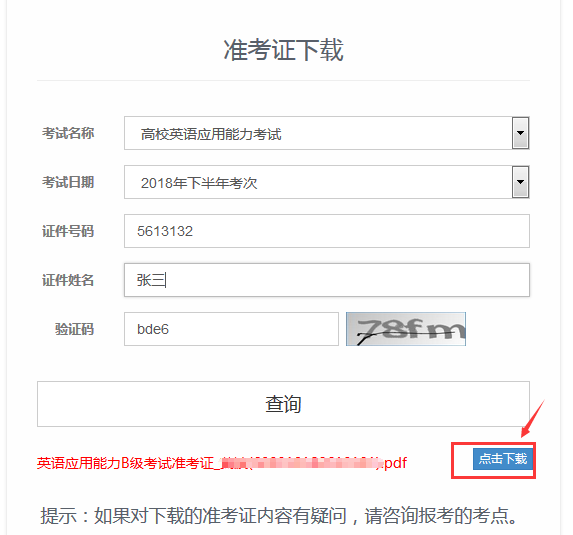 准考证下载
考试名称 高校英语应用能力考试
考试日期 2018年下半年考次
证件号码 5613132
证件姓名 张三
验证码 bde6 78fm
查询
英语应用能力B级考试准考证_ .pdf 点击下载
提示：如果对下载的准考证内容有疑问，请咨询报考的考点。